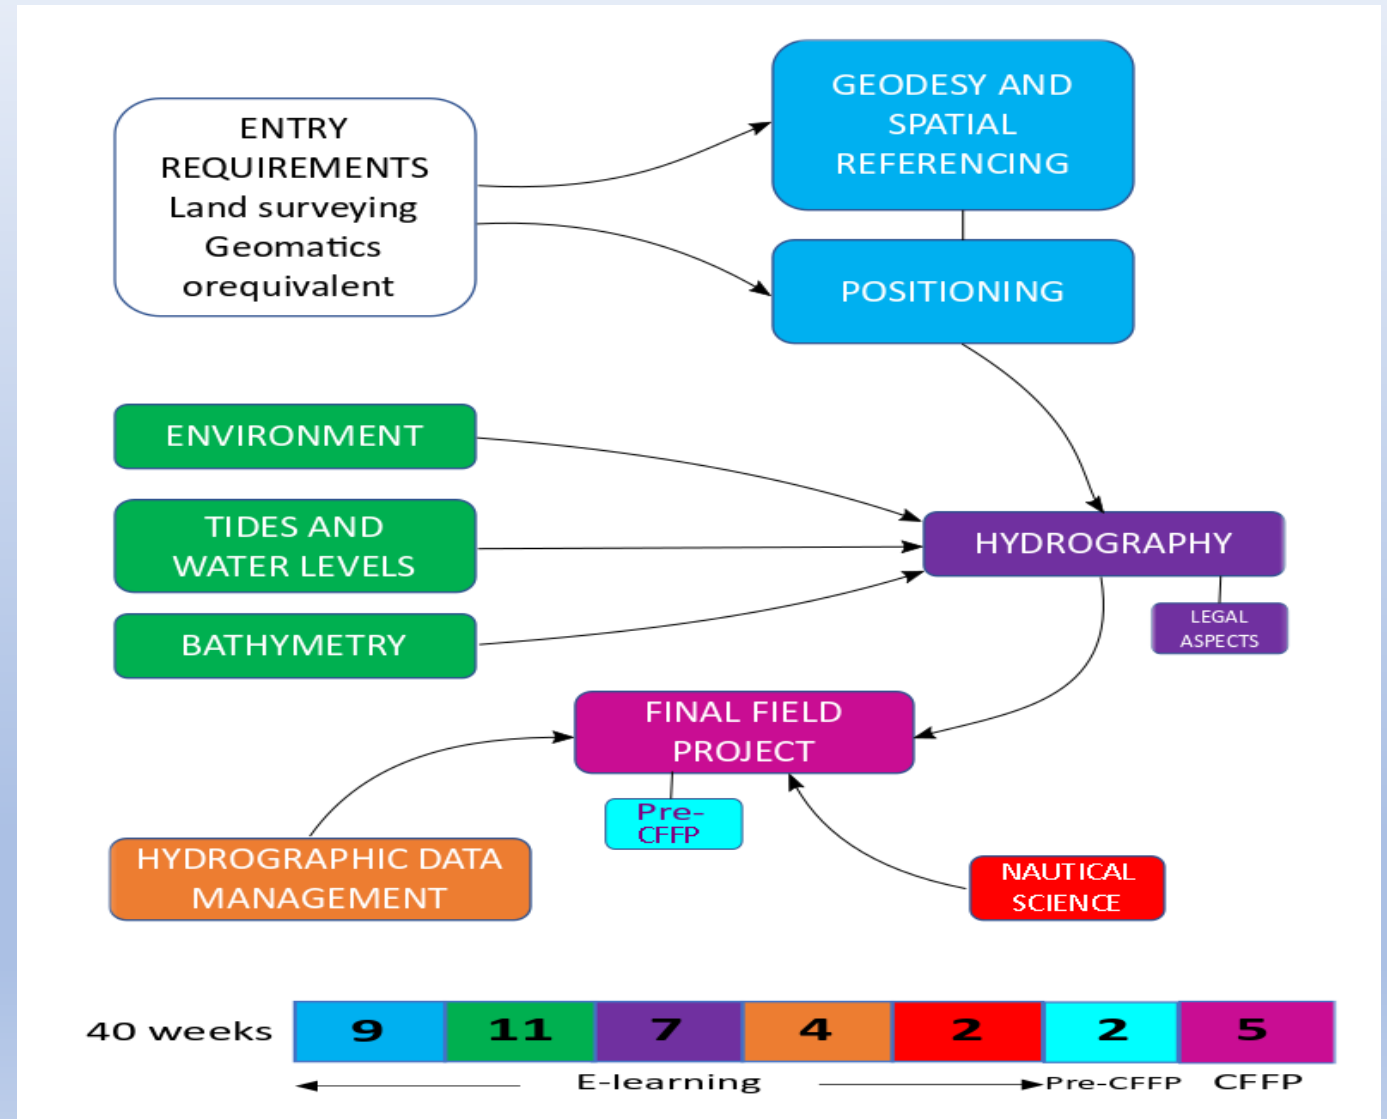 ENTRY
REQUIREMENTS
Land surveying
Geomatics
orequivalent
GEODESY AND
SPATIAL
REFERENCING
POSITIONING
ENVIRONMENT
TIDES AND
WATER LEVELS
BATHYMETRY
HYDROGRAPHY
LEGAL
ASPECTS
FINAL FIELD
PROJECT
Pre-
CFFP
HYDROGRAPHIC DATA
MANAGEMENT
NAUTICAL
SCIENCE
40 weeks 9 11 7 4 2 2 5
E-learning Pre-CFFP CFFP